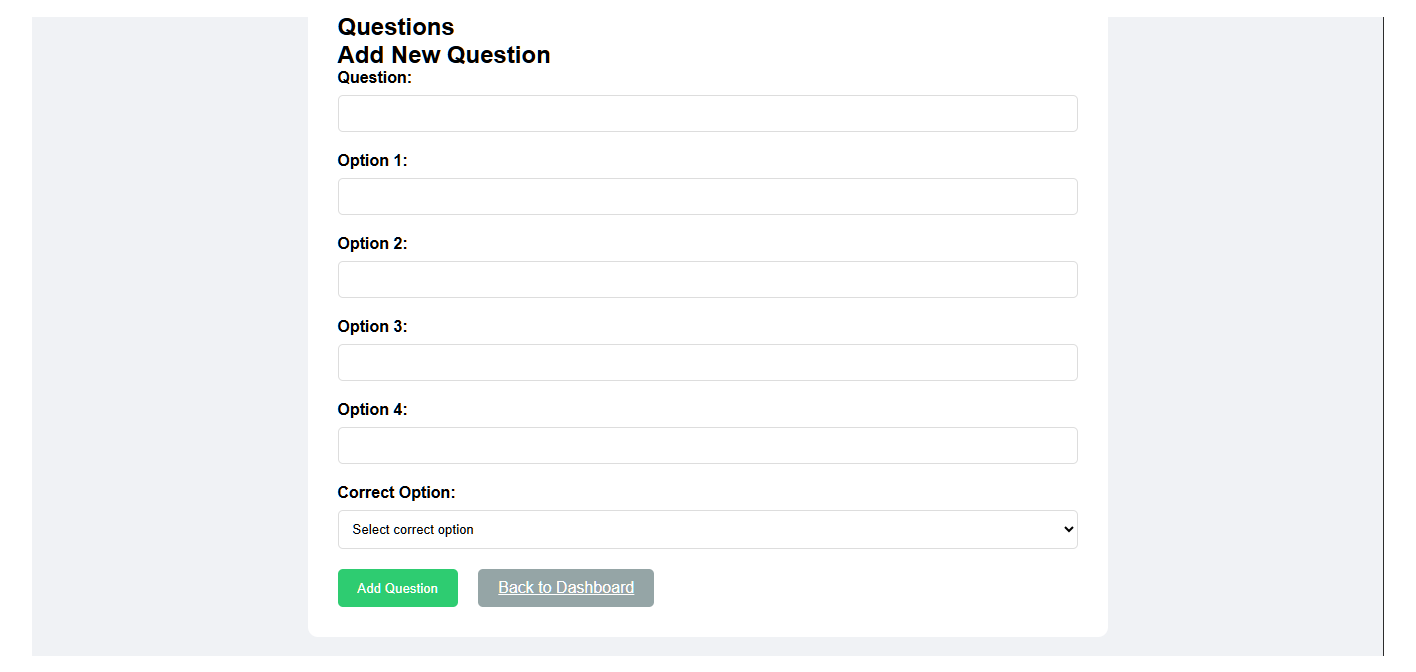 Questions
Add New Question
Question:
Option 1:
Option 2:
Option 3:
Option 4:
Correct Option:
Select correct option
Add Question
Back to Dashboard